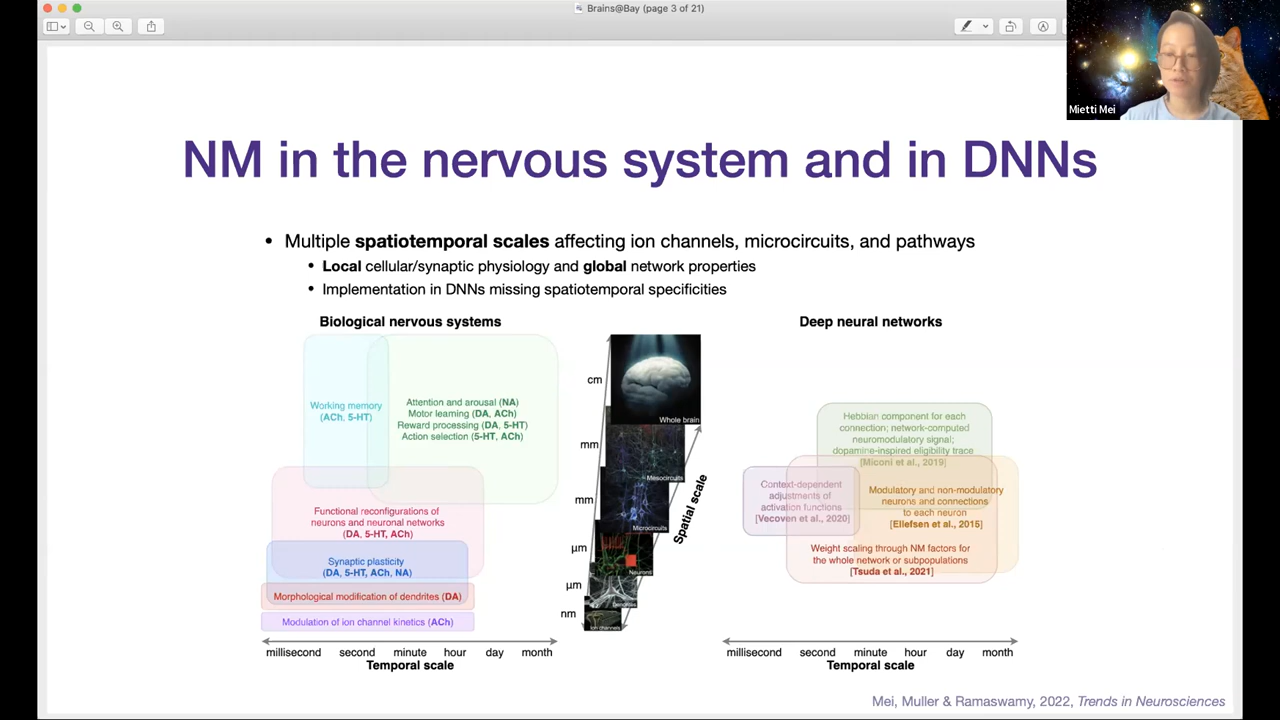 Brains@Bay (page 3 of 21)
Mietti Mei
NM in the nervous system and in DNNs
• Multiple spatiotemporal scales affecting ion channels, microcircuits, and pathways
• Local cellular/synaptic physiology and global network properties
• Implementation in DNNs missing spatiotemporal specificities
Biological nervous systems
Working memory
(ACh, 5-HT)
Attention and arousal (NA)
Motor learning (DA, ACh)
Reward processing (DA, 5-HT)
Action selection (5-HT, ACh)
Functional reconfigurations of
neurons and neuronal networks
(DA, 5-HT, ACh)
Synaptic plasticity
(DA, 5-HT, ACh, NA)
Morphological modification of dendrites (DA)
Modulation of ion channel kinetics (ACh)
millisecond second minute hour day month
Temporal scale
cm
mm
mm
µm
µm
nm
Whole brain
Mesocircuits
Microcircuits
Neurons
Dendrites
Ion channels
Spatial scale
Deep neural networks
Hebbian component for each
connection; network-computed
neuromodulatory signal;
dopamine-inspired eligibility trace
[Miconi et al., 2019]
Context-dependent
adjustments of
activation functions
[Vecoven et al., 2020]
Modulatory and non-modulatory
neurons and connections
to each neuron
[Ellefsen et al., 2015]
Weight scaling through NM factors for
the whole network or subpopulations
[Tsuda et al., 2021]
millisecond second minute hour day month
Temporal scale
Mei, Muller & Ramaswamy, 2022, Trends in Neurosciences